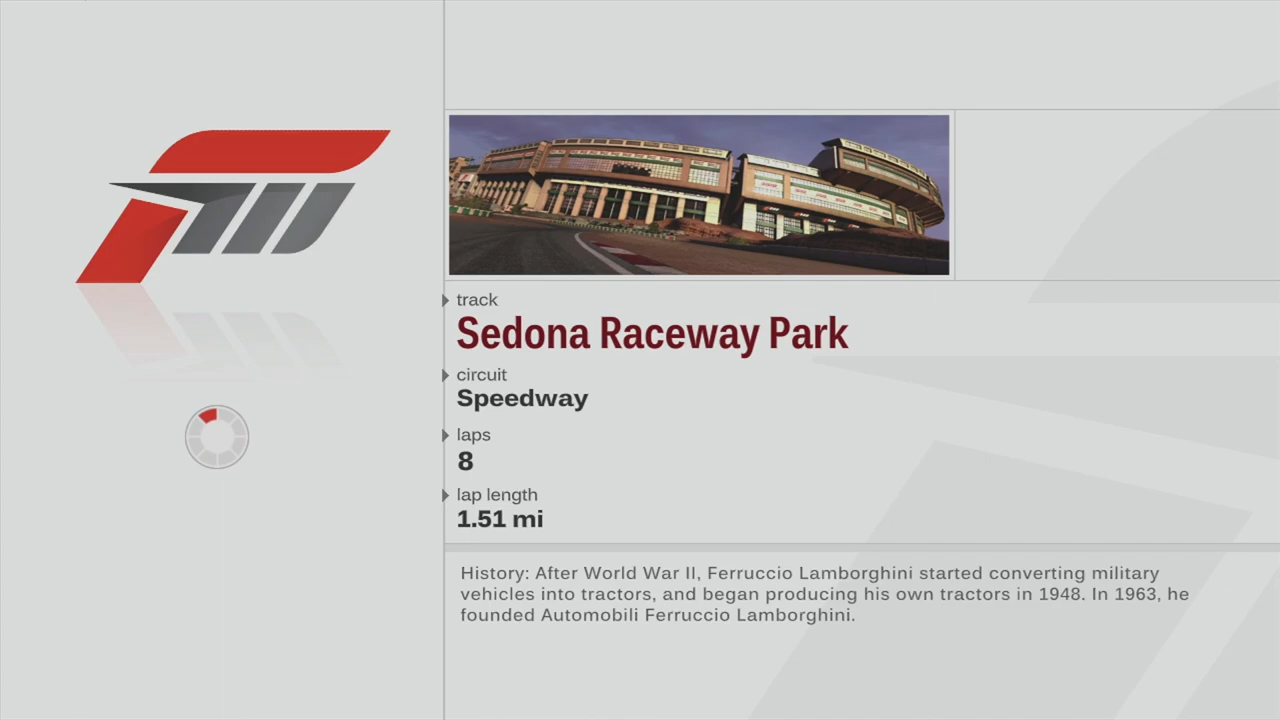 track
Sedona Raceway Park
circuit
Speedway
laps
8
lap length
1.51 mi
History: After World War II, Ferruccio Lamborghini started converting military
vehicles into tractors, and began producing his own tractors in 1948. In 1963, he
founded Automobili Ferruccio Lamborghini.